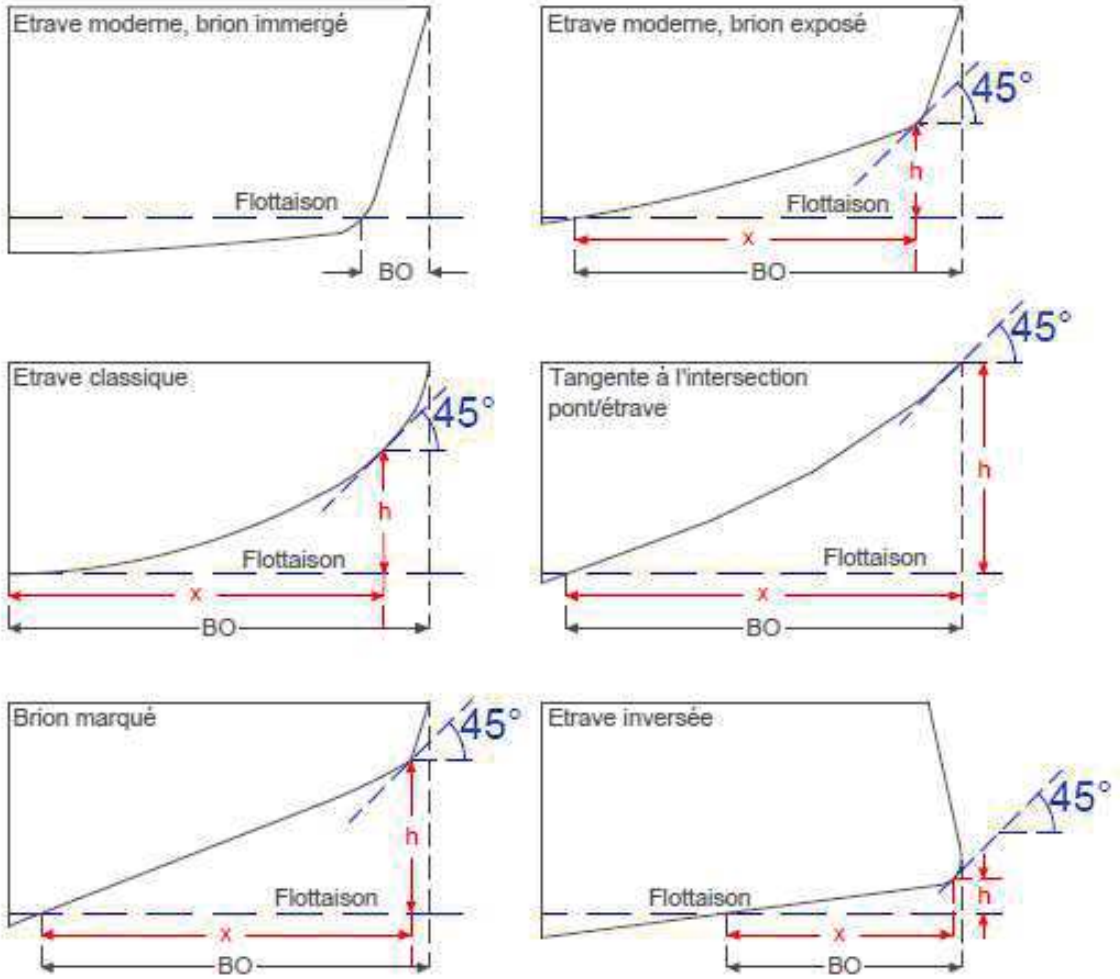 Etrave moderne, brion immergé
Flottaison
BO
Etrave moderne, brion exposé
45°
h
Flottaison
x
BO
Etrave classique
45°
h
Flottaison
x
BO
Tangente à l'intersection
pont/étrave
45°
h
Flottaison
x
BO
Brion marqué
45°
h
Flottaison
x
BO
Etrave inversée
45°
Flottaison
h
x
BO